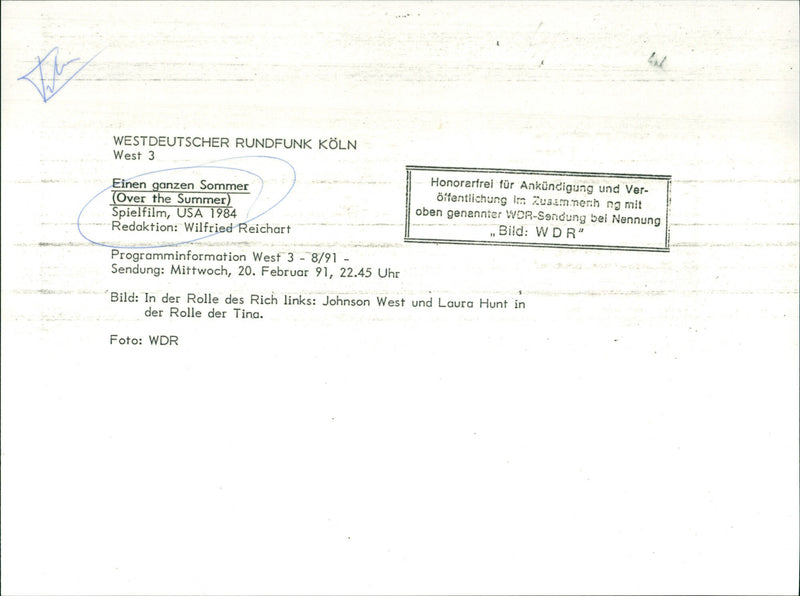 WESTDEUTSCHER RUNDFUNK KÖLN
West 3
Einen ganzen Sommer
(Over the Summer)
Spielfilm, USA 1984
Redaktion: Wilfried Reichart
Honorarfrei für Ankündigung und Ver-
öffentlichung im Zusammenh ng mit
oben genannter WDR-Sendung bei Nennung
„Bild: WDR"
Programminformation West 3 - 8/91 -
Sendung: Mittwoch, 20. Februar 91, 22.45 Uhr
Bild: In der Rolle des Rich links: Johnson West und Laura Hunt in
der Rolle der Tina.
Foto: WDR